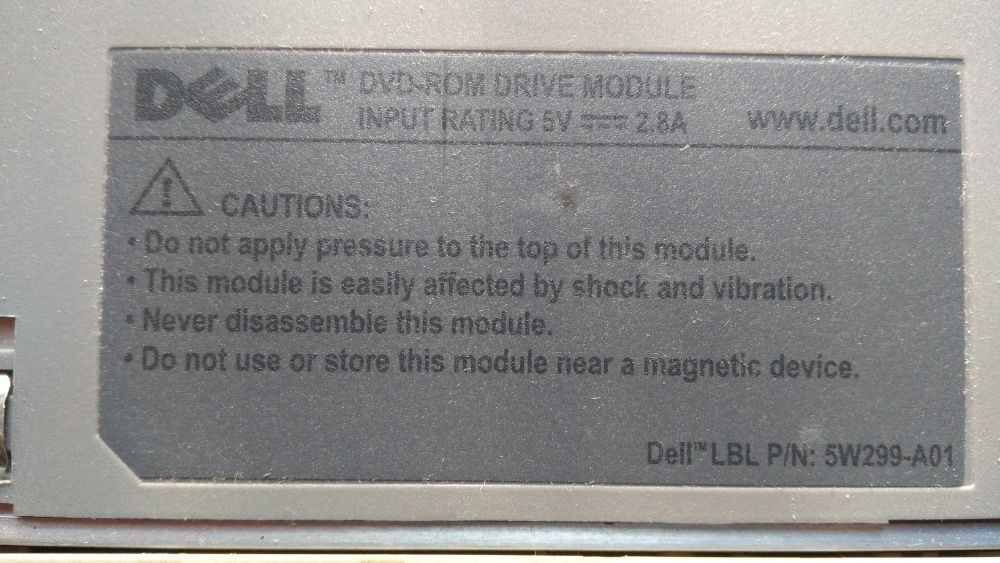 DELL™ DVD-ROM DRIVE MODULE
INPUT RATING 5V ⎓ 2.8A www.dell.com
CAUTIONS:
• Do not apply pressure to the top of this module.
• This module is easily affected by shock and vibration.
• Never disassemble this module.
• Do not use or store this module near a magnetic device.
Dell™ LBL P/N: 5W299-A01